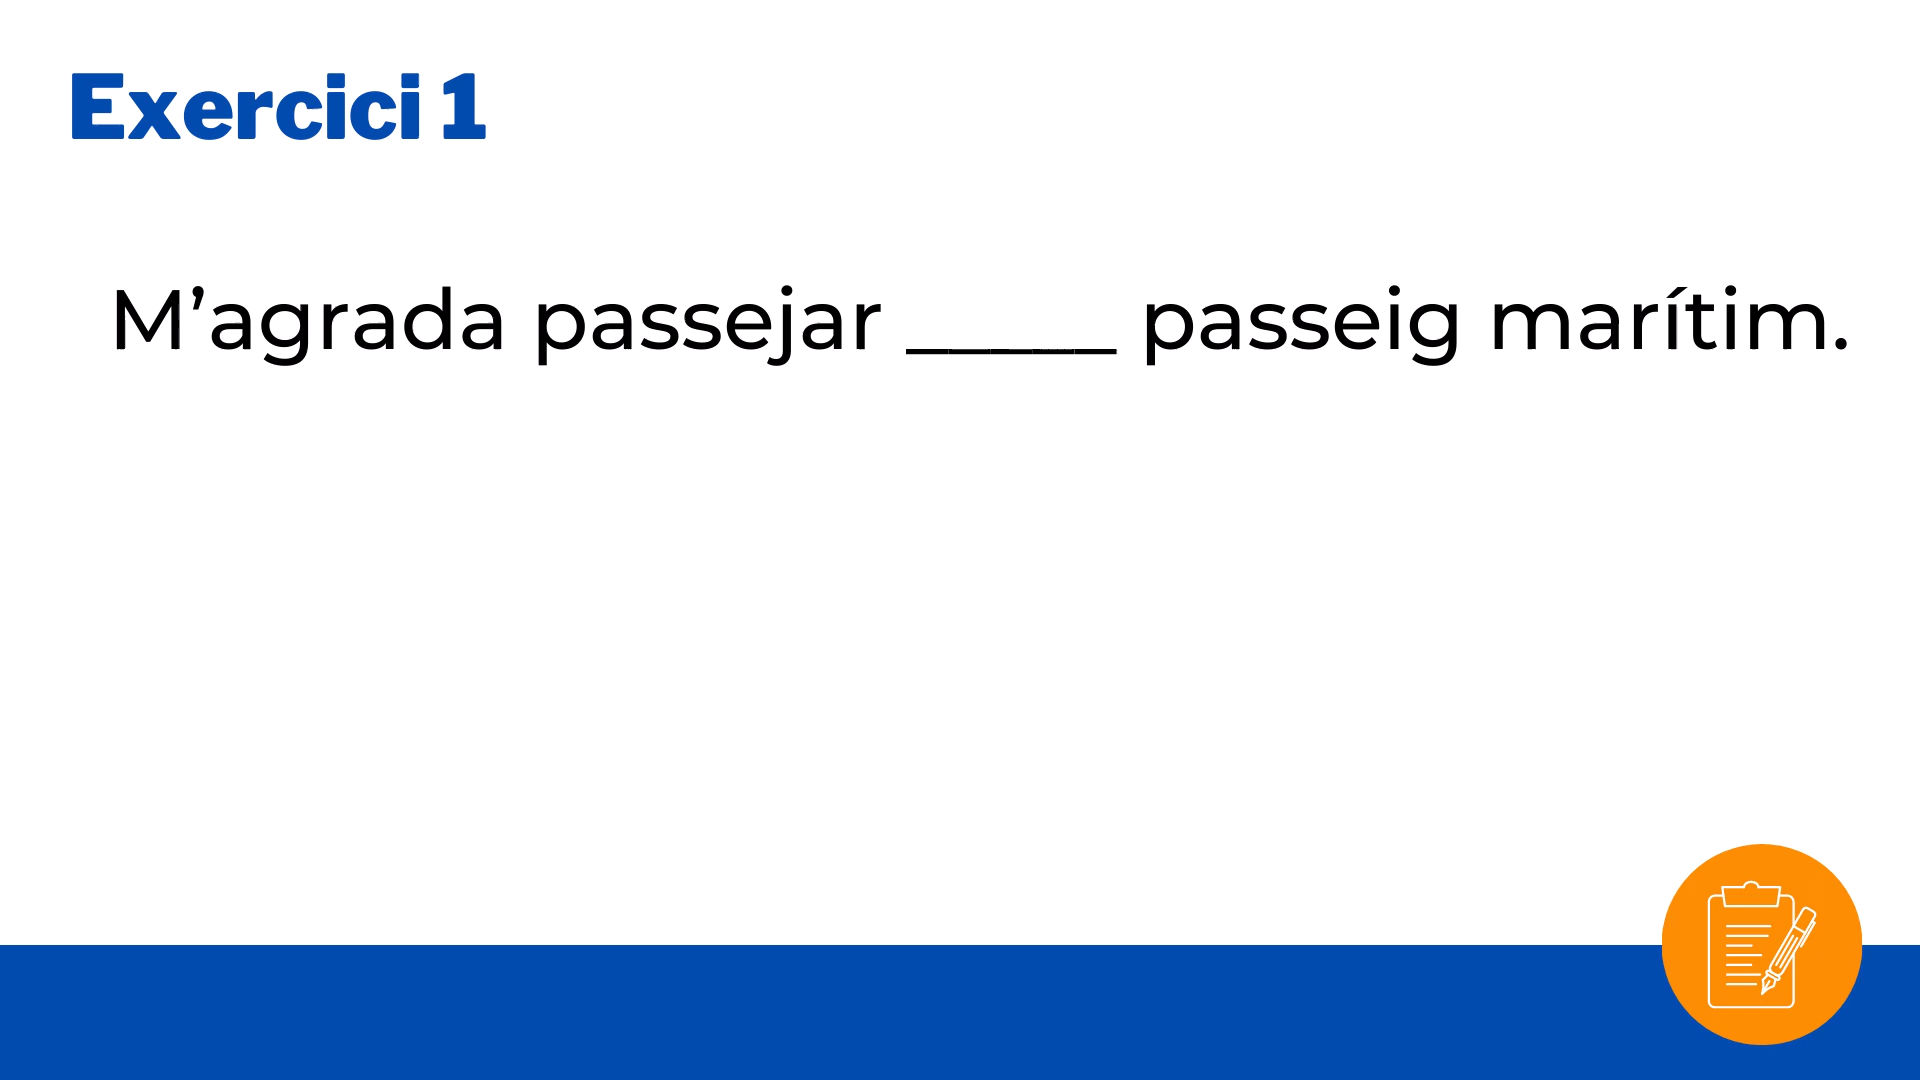 Exercici 1
M’agrada passejar _____ passeig marítim.